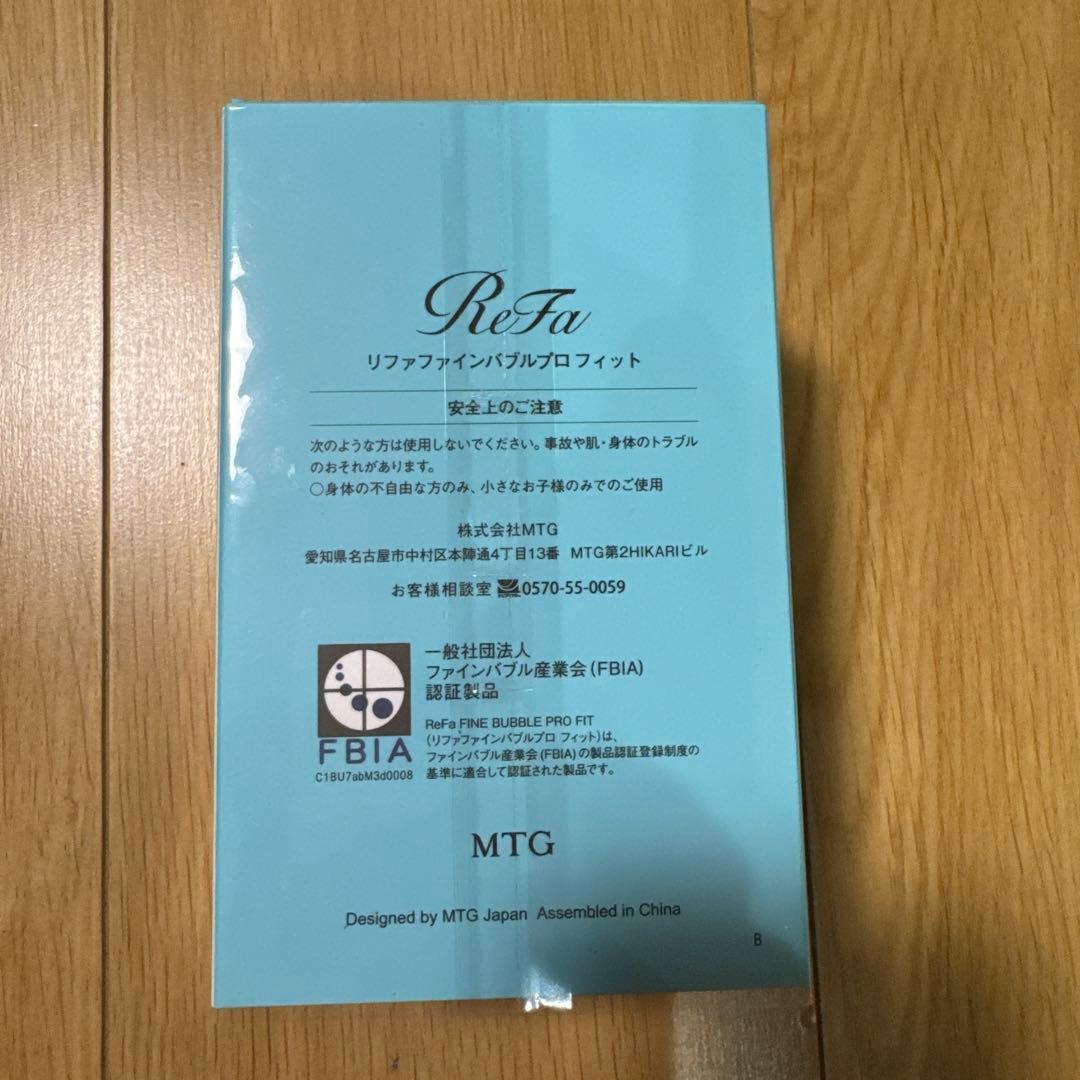 ReFa
リファファインバブルプロ フィット
安全上のご注意
次のような方は使用しないでください。事故や肌・身体のトラブル
のおそれがあります。
○身体の不自由な方のみ、小さなお子様のみでのご使用
株式会社MTG
愛知県名古屋市中村区本陣通4丁目13番 MTG第2HIKARIビル
お客様相談室 0570-55-0059
一般社団法人
ファインバブル産業会(FBIA)
認証製品
ReFa FINE BUBBLE PRO FIT
(リファファインバブルプロ フィット)は、
ファインバブル産業会(FBIA)の製品認証登録制度の
基準に適合して認証された製品です。
FBIA
C1BU7abM3d0008
MTG
Designed by MTG Japan Assembled in China
B